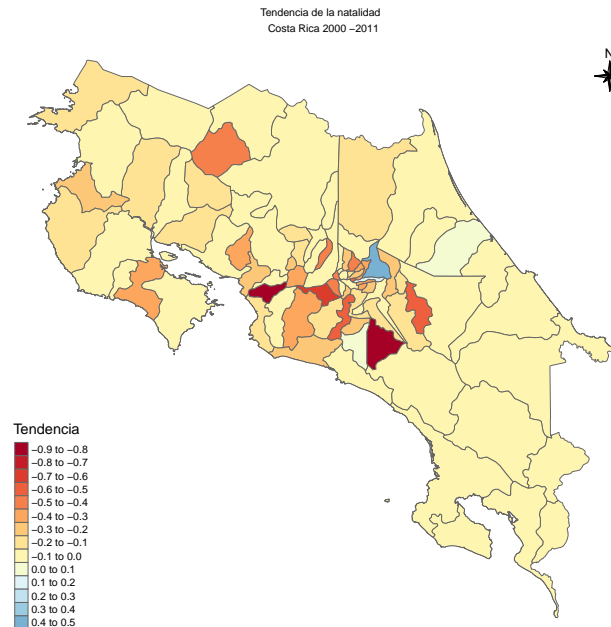 Tendencia de la natalidad
Costa Rica 2000 −2011
N
Tendencia
−0.9 to −0.8
−0.8 to −0.7
−0.7 to −0.6
−0.6 to −0.5
−0.5 to −0.4
−0.4 to −0.3
−0.3 to −0.2
−0.2 to −0.1
−0.1 to 0.0
0.0 to 0.1
0.1 to 0.2
0.2 to 0.3
0.3 to 0.4
0.4 to 0.5